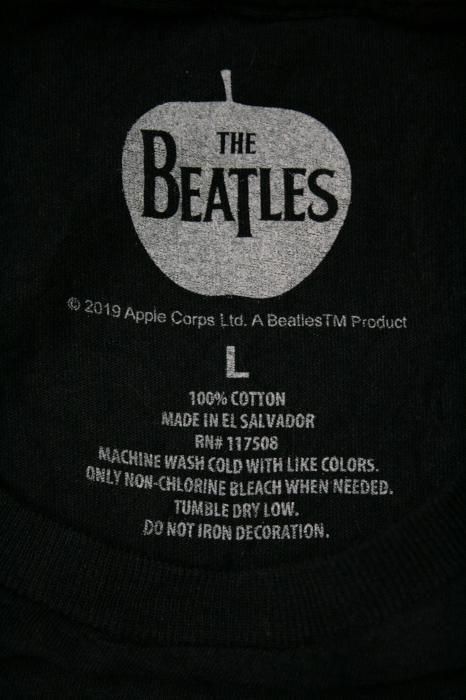 THE
BEATLES
© 2019 Apple Corps Ltd. A BeatlesTM Product
L
100% COTTON
MADE IN EL SALVADOR
RN# 117508
MACHINE WASH COLD WITH LIKE COLORS.
ONLY NON-CHLORINE BLEACH WHEN NEEDED.
TUMBLE DRY LOW.
DO NOT IRON DECORATION.